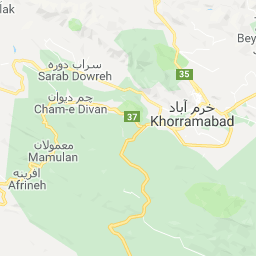 lak
Bey
سراب دوره
Sarab Dowreh
35
چم دیوان
Cham-e Divan
37
خرم آباد
Khorramabad
معمولان
Mamulan
افرینه
Afrineh